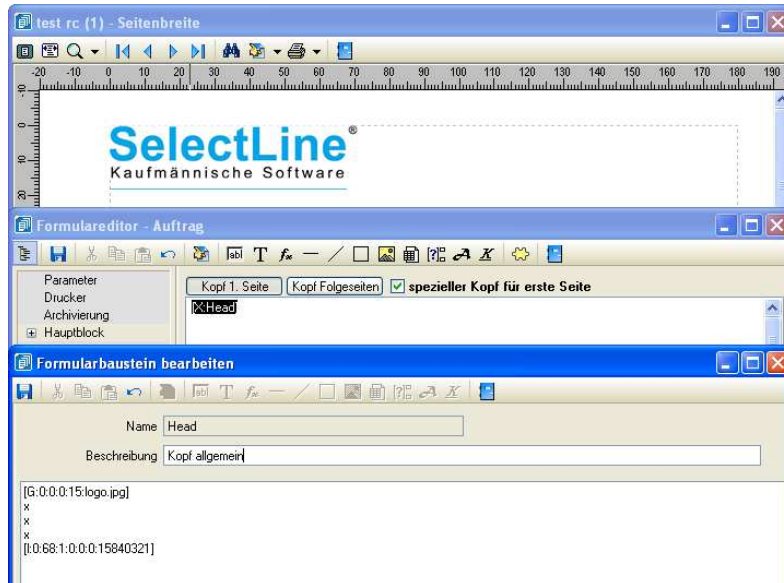 test rc (1) - Seitenbreite
-20 -10 0 10 20 30 40 50 60 70 80 90 100 110 120 130 140 150 160 170 180 190
SelectLine®
Kaufmännische Software
Formulareditor - Auftrag
Parameter
Drucker
Archivierung
Hauptblock
Kopf 1. Seite Kopf Folgeseiten spezieller Kopf für erste Seite
[X:Head]
Formularbaustein bearbeiten
Name Head
Beschreibung Kopf allgemein
[G:0:0:0:15:logo.jpg]
x
x
x
[I:0:68:1:0:0:0:15840321]